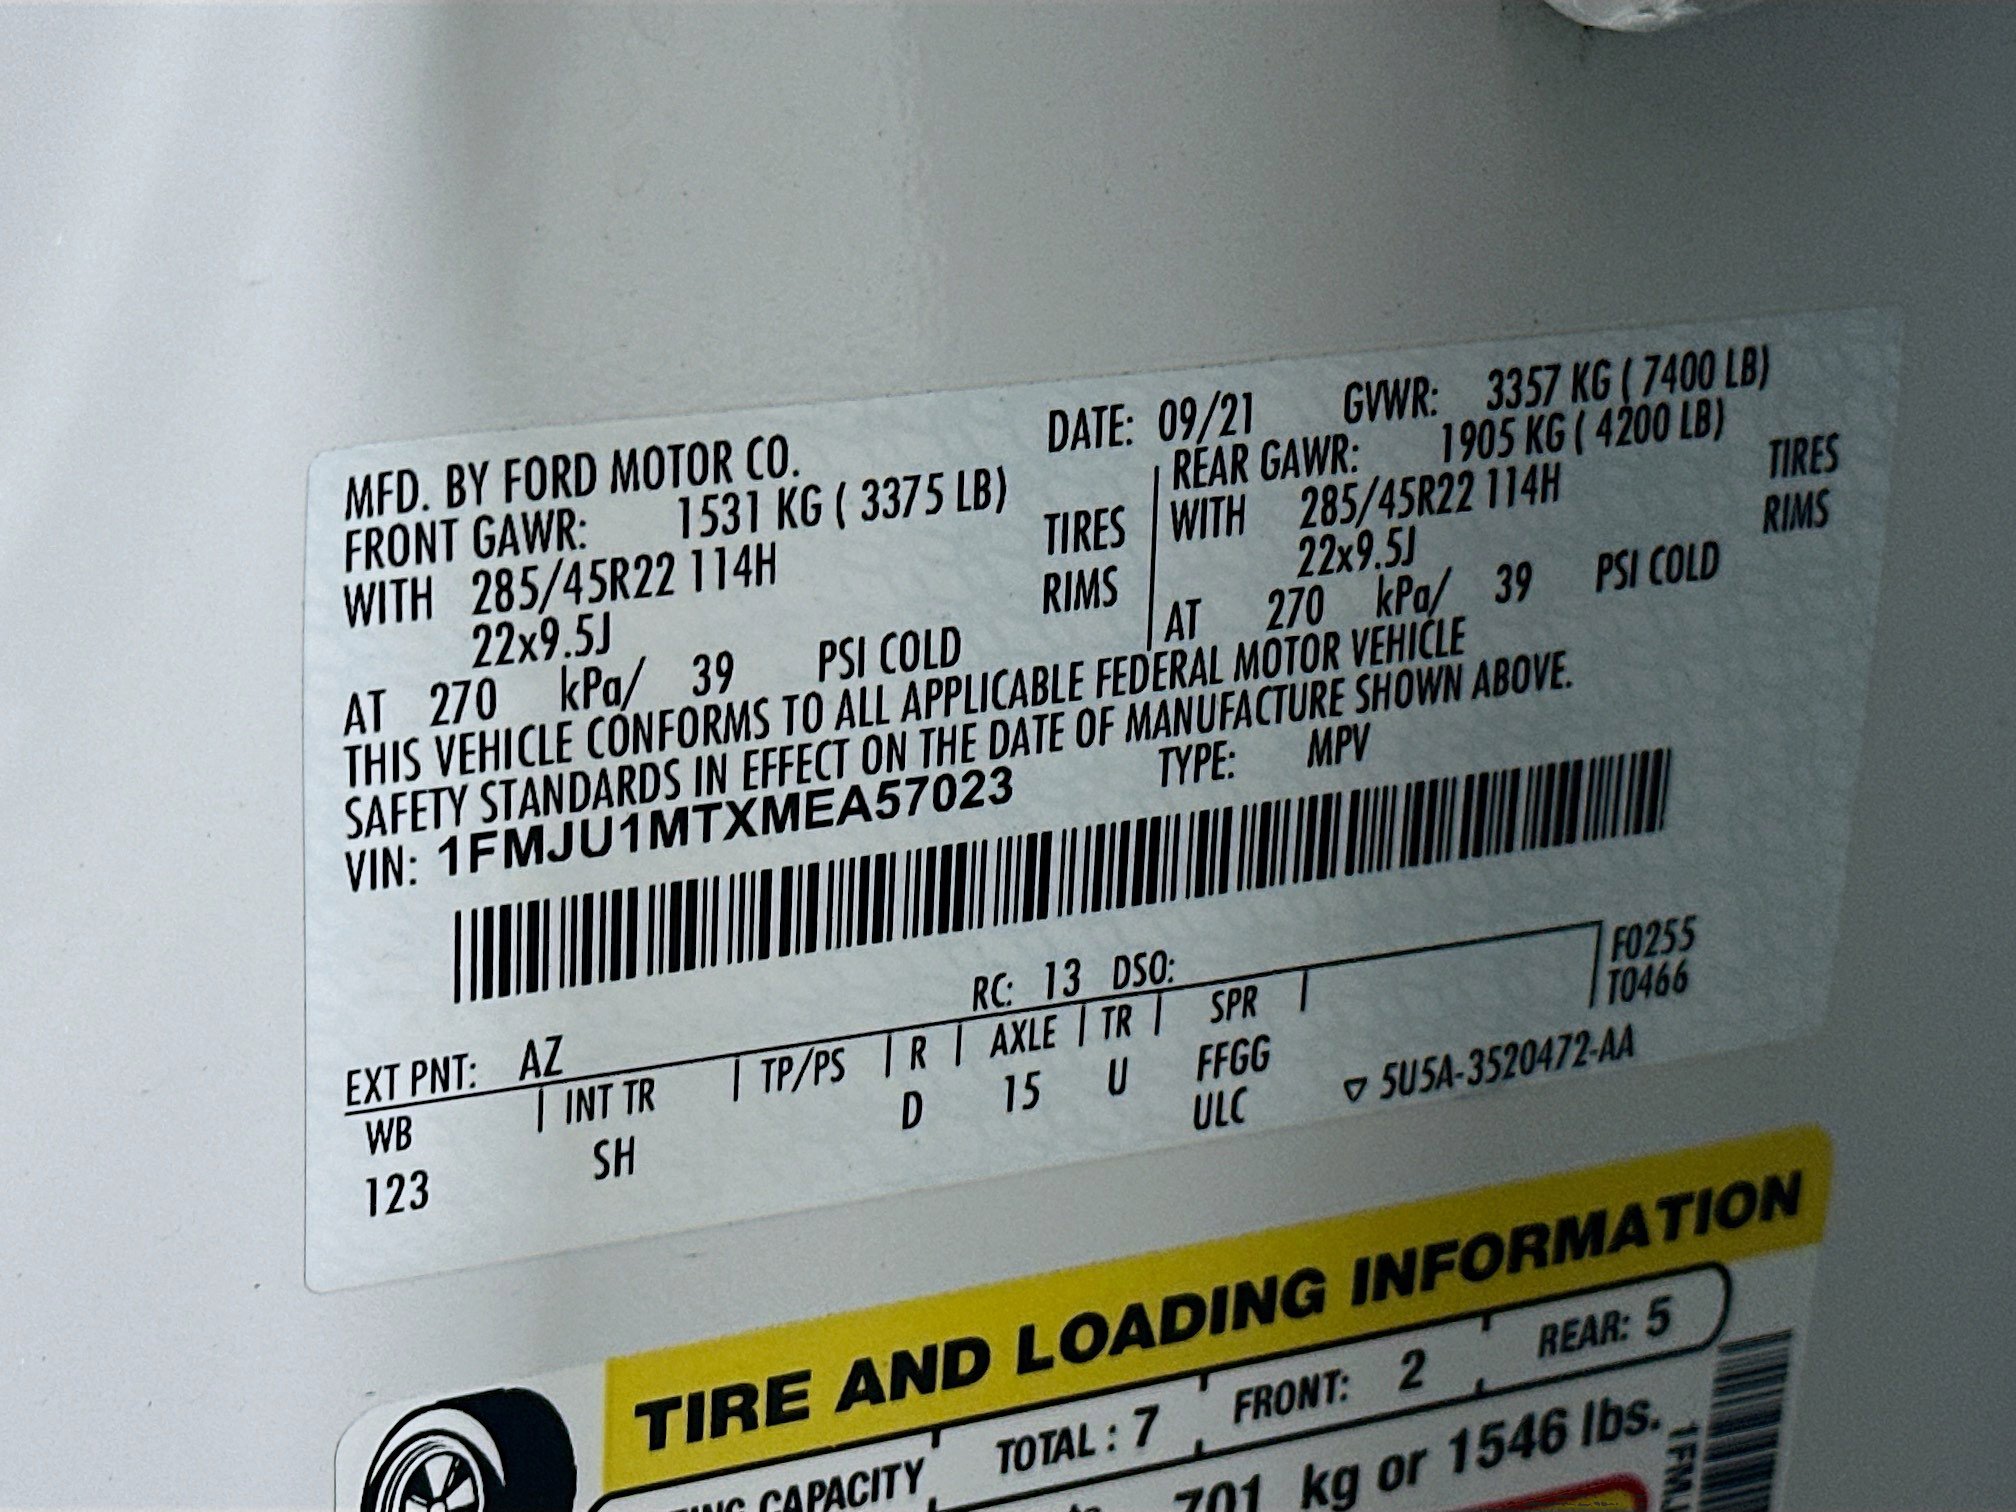 MFD. BY FORD MOTOR CO. DATE: 09/21 GVWR: 3357 KG ( 7400 LB)
FRONT GAWR: 1531 KG ( 3375 LB) REAR GAWR: 1905 KG ( 4200 LB)
WITH 285/45R22 114H TIRES WITH 285/45R22 114H TIRES
22x9.5J RIMS 22x9.5J RIMS
AT 270 kPa/ 39 PSI COLD AT 270 kPa/ 39 PSI COLD
THIS VEHICLE CONFORMS TO ALL APPLICABLE FEDERAL MOTOR VEHICLE
SAFETY STANDARDS IN EFFECT ON THE DATE OF MANUFACTURE SHOWN ABOVE.
VIN: 1FMJU1MTXMEA57023 TYPE: MPV
F0255
T0466
EXT PNT: AZ RC: 13 DSO:
WB | INT TR | TP/PS | R | AXLE | TR | SPR |
123 SH D 15 U FFGG
ULC ▽ 5U5A-3520472-AA
TIRE AND LOADING INFORMATION
CAPACITY TOTAL : 7 FRONT: 2 REAR: 5
701 kg or 1546 lbs.
1FMJ